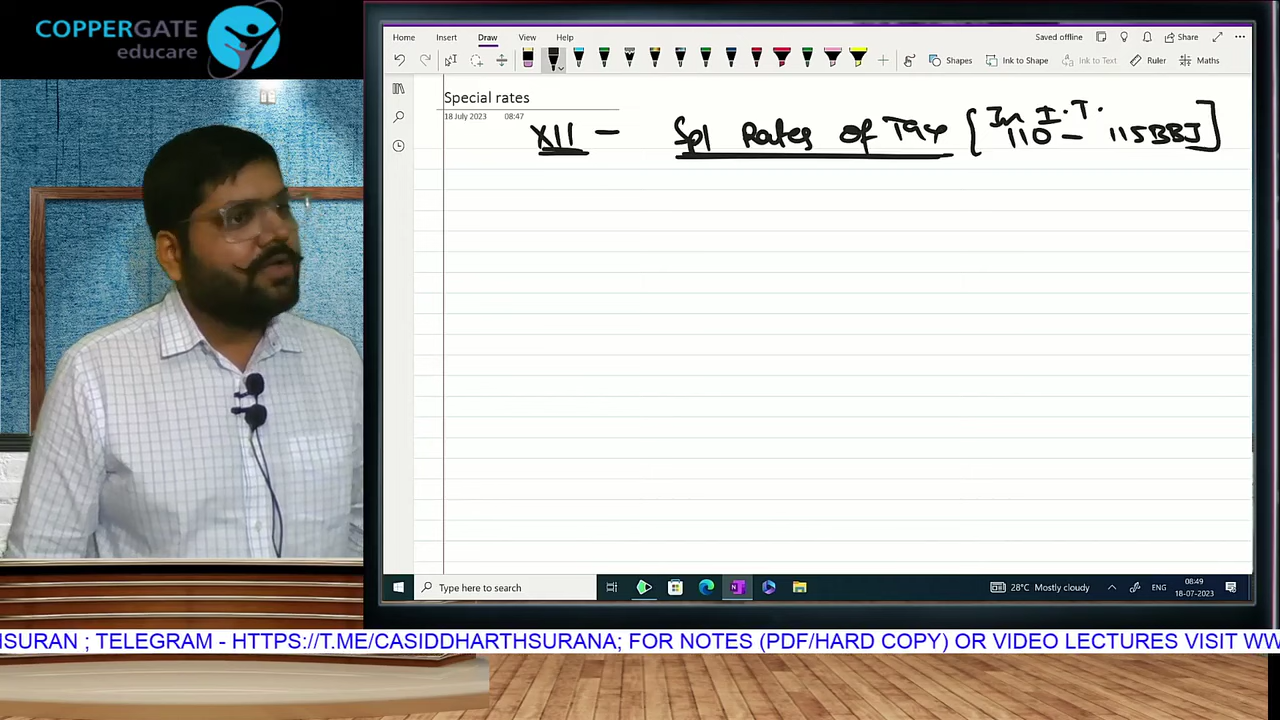 COPPERGATE
educare
Home Insert Draw View Help
Saved offline
Share
Shapes Ink to Shape Ink to Text Ruler Maths
Special rates
18 July 2023 08:47
XII - Spl Rates of Tax [In I.T. 110 - 115BBJ]
Type here to search
28°C Mostly cloudy
ENG
08:49
18-07-2023
HSURAN ; TELEGRAM - HTTPS://T.ME/CASIDDHARTHSURANA; FOR NOTES (PDF/HARD COPY) OR VIDEO LECTURES VISIT WW